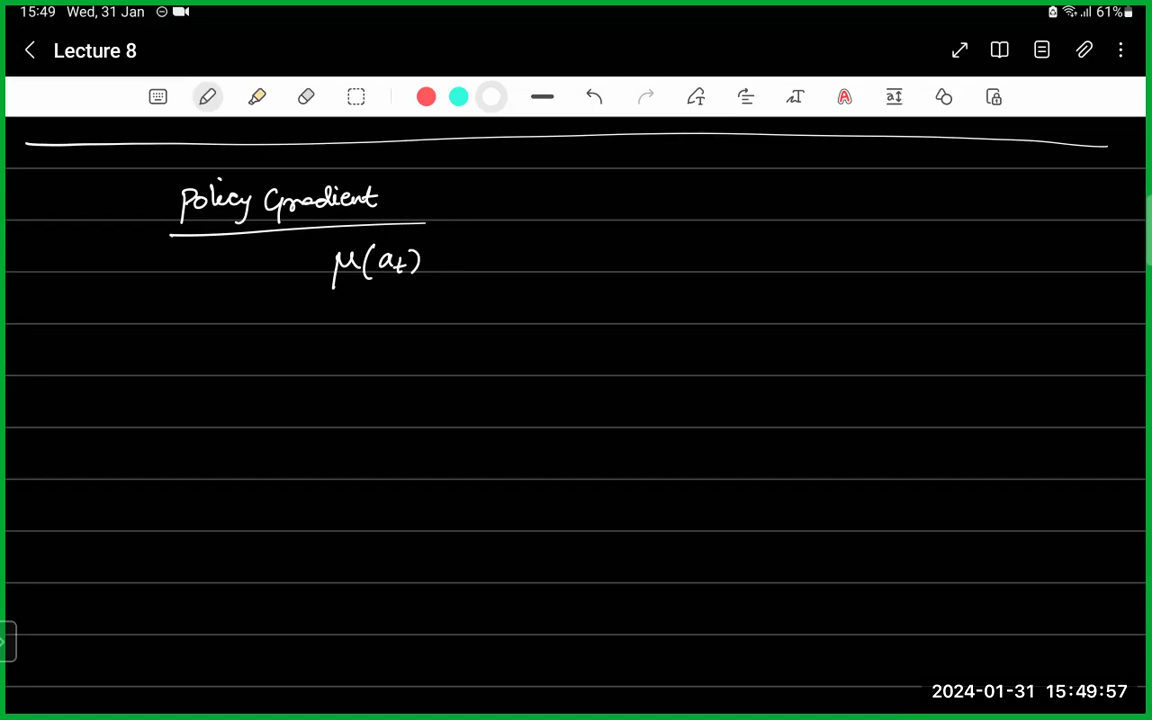 15:49 Wed, 31 Jan 61%
Lecture 8
Policy Gradient
μ(aₜ)
2024-01-31 15:49:57